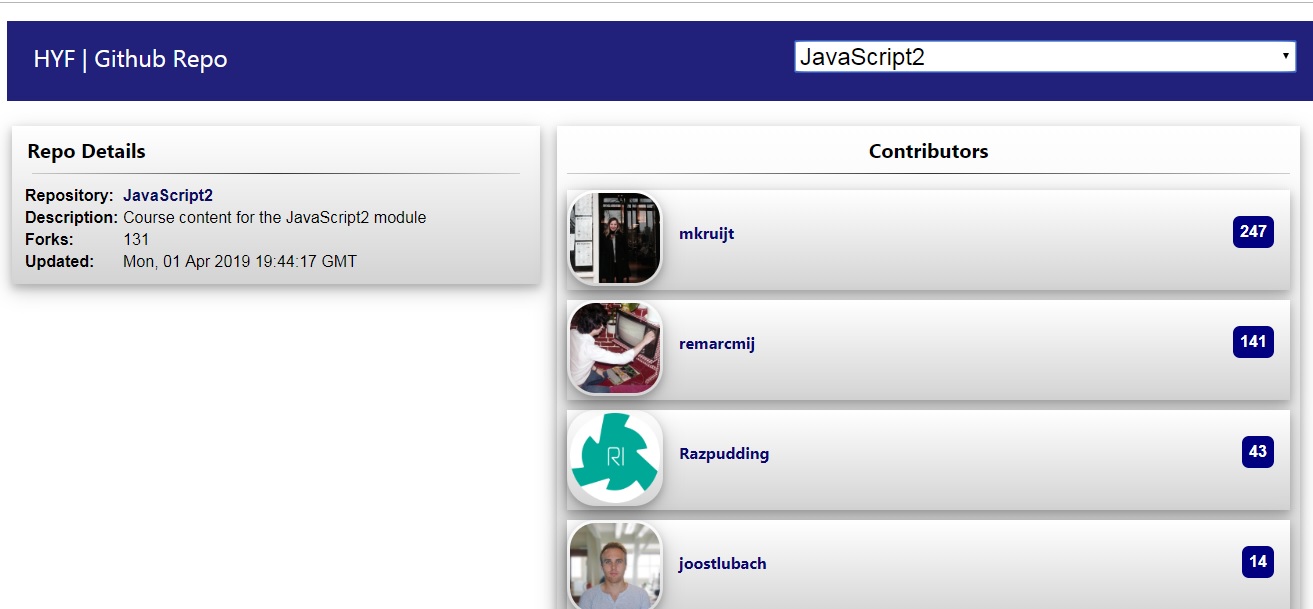 HYF | Github Repo
JavaScript2
Repo Details
Repository: JavaScript2
Description: Course content for the JavaScript2 module
Forks: 131
Updated: Mon, 01 Apr 2019 19:44:17 GMT
Contributors
mkruijt 247
remarcmij 141
RI
Razpudding 43
joostlubach 14